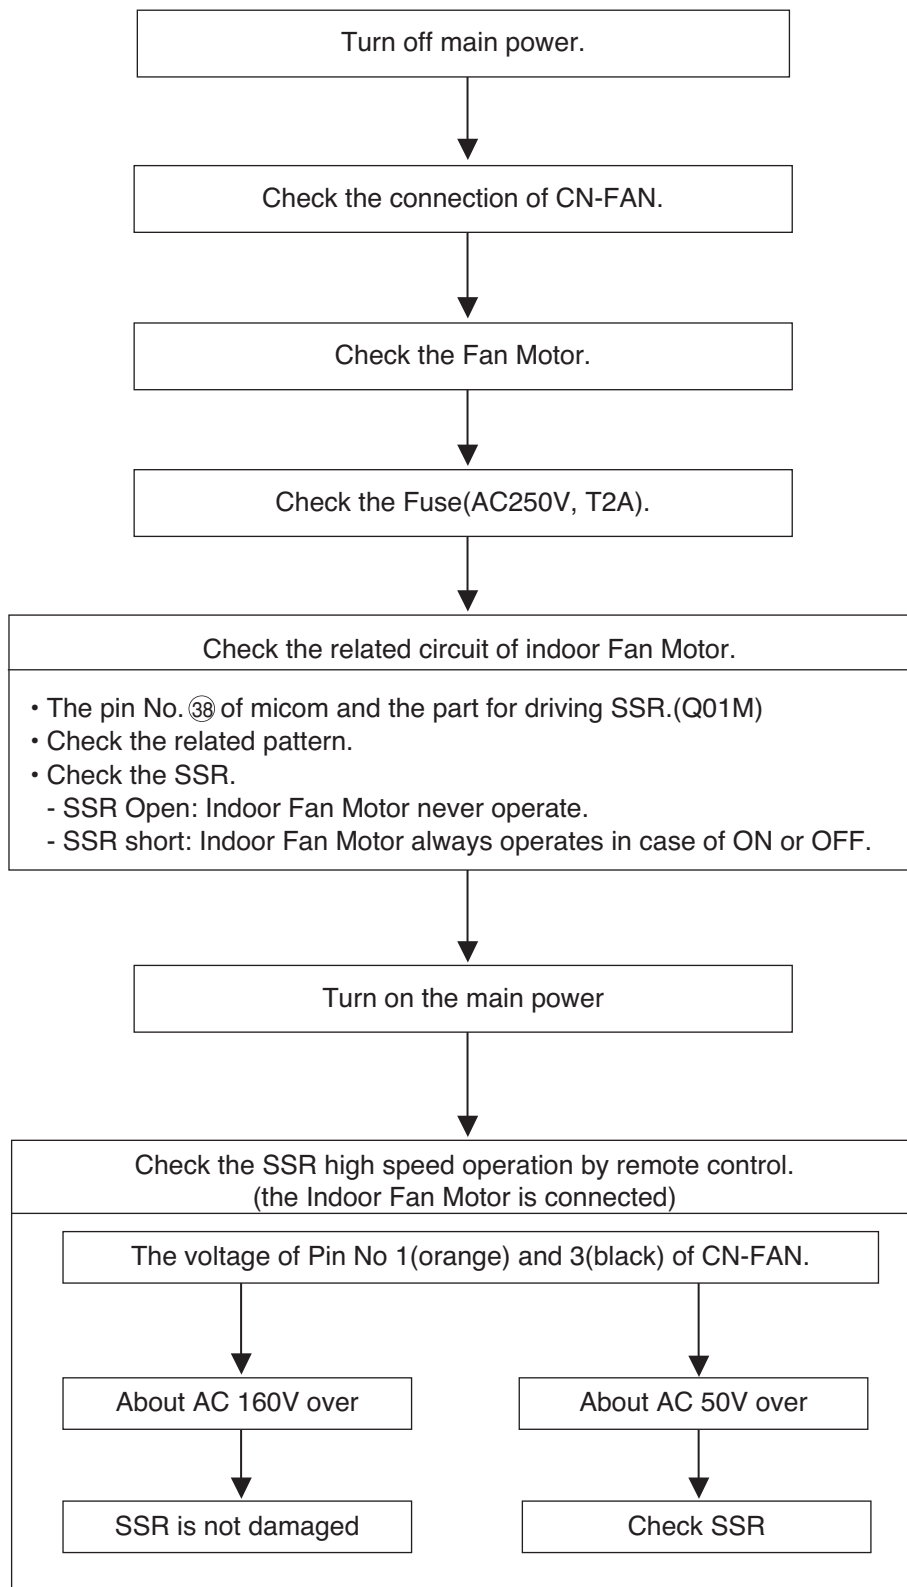 Turn off main power.
Check the connection of CN-FAN.
Check the Fan Motor.
Check the Fuse(AC250V, T2A).
Check the related circuit of indoor Fan Motor.
• The pin No. ㊳ of micom and the part for driving SSR.(Q01M)
• Check the related pattern.
• Check the SSR.
- SSR Open: Indoor Fan Motor never operate.
- SSR short: Indoor Fan Motor always operates in case of ON or OFF.
Turn on the main power
Check the SSR high speed operation by remote control.
(the Indoor Fan Motor is connected)
The voltage of Pin No 1(orange) and 3(black) of CN-FAN.
About AC 160V over
About AC 50V over
SSR is not damaged
Check SSR